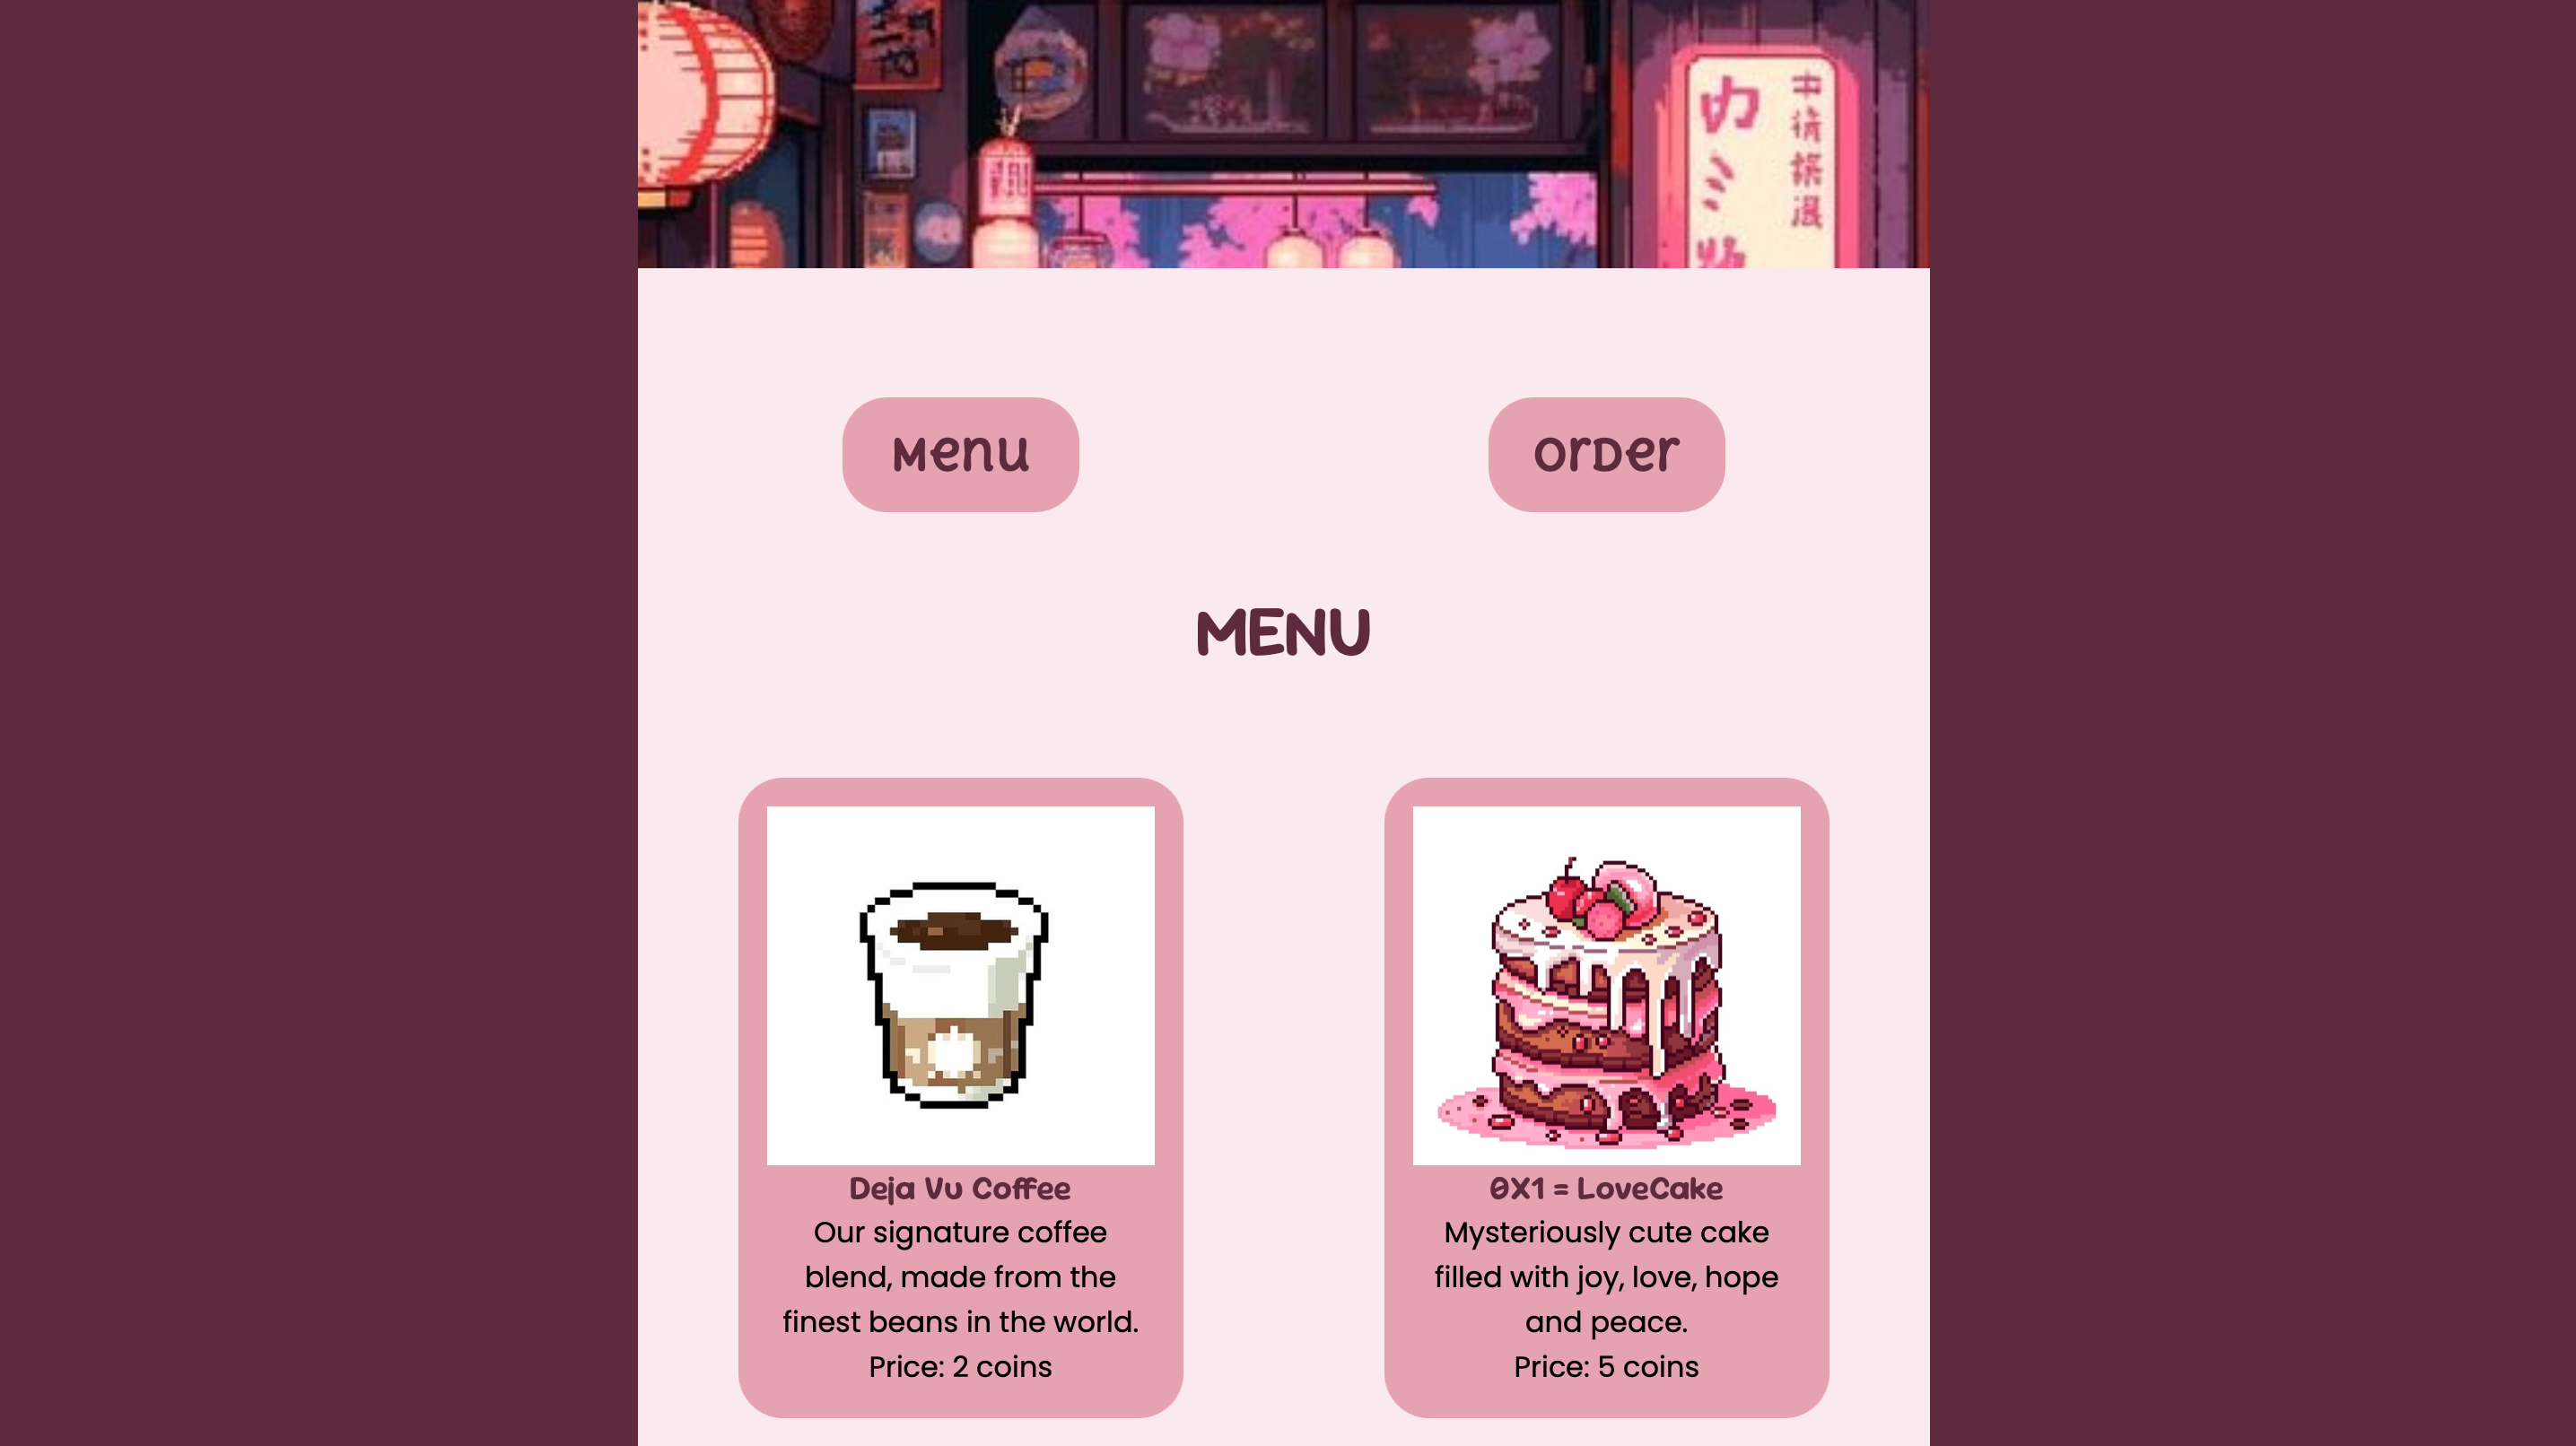 Menu
Order
MENU
Deja Vu Coffee
Our signature coffee
blend, made from the
finest beans in the world.
Price: 2 coins
0X1 = LoveCake
Mysteriously cute cake
filled with joy, love, hope
and peace.
Price: 5 coins